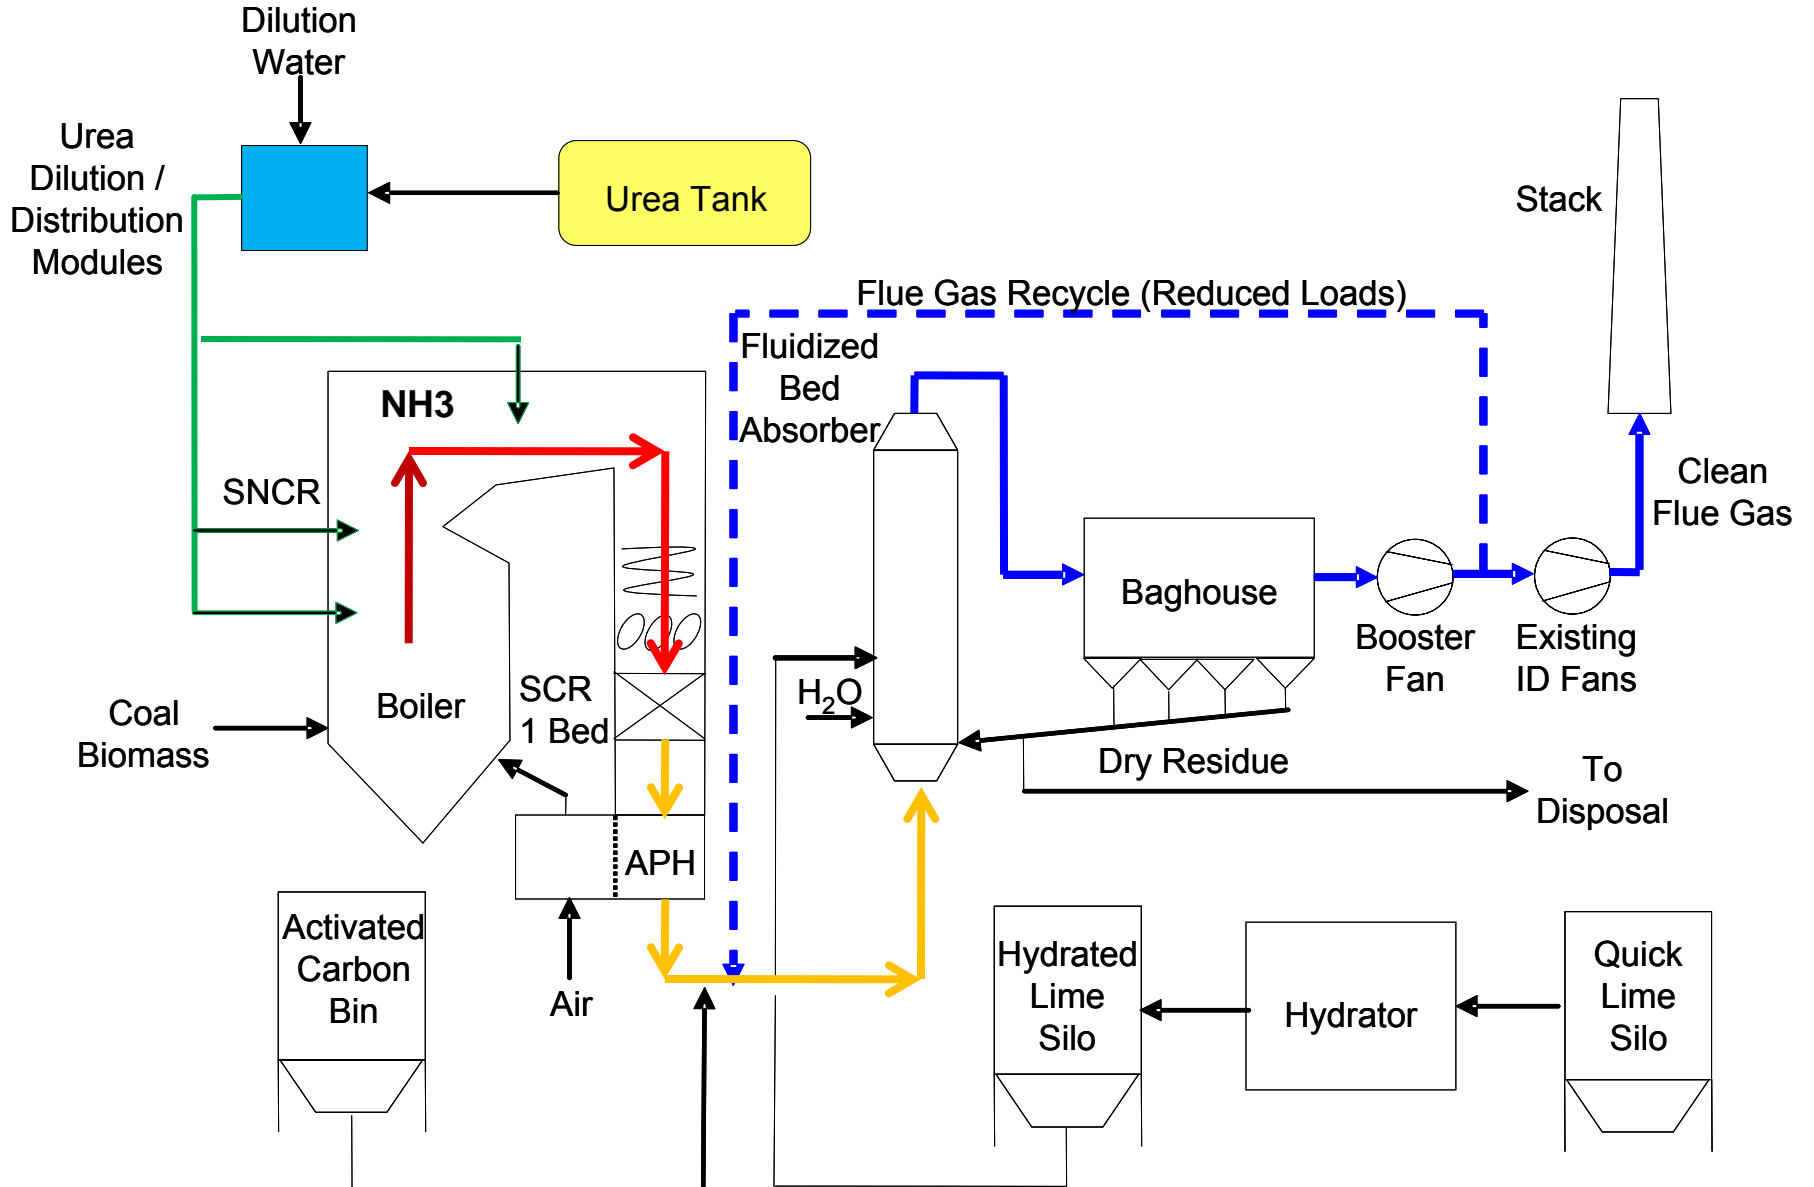 Dilution
Water
Urea
Dilution /
Distribution
Modules
Urea Tank
Stack
Flue Gas Recycle (Reduced Loads)
Fluidized
Bed
Absorber
NH3
SNCR
Clean
Flue Gas
Baghouse
Booster
Fan
Existing
ID Fans
H₂O
SCR
1 Bed
Boiler
Coal
Biomass
Dry Residue
To
Disposal
APH
Activated
Carbon
Bin
Air
Hydrated
Lime
Silo
Hydrator
Quick
Lime
Silo